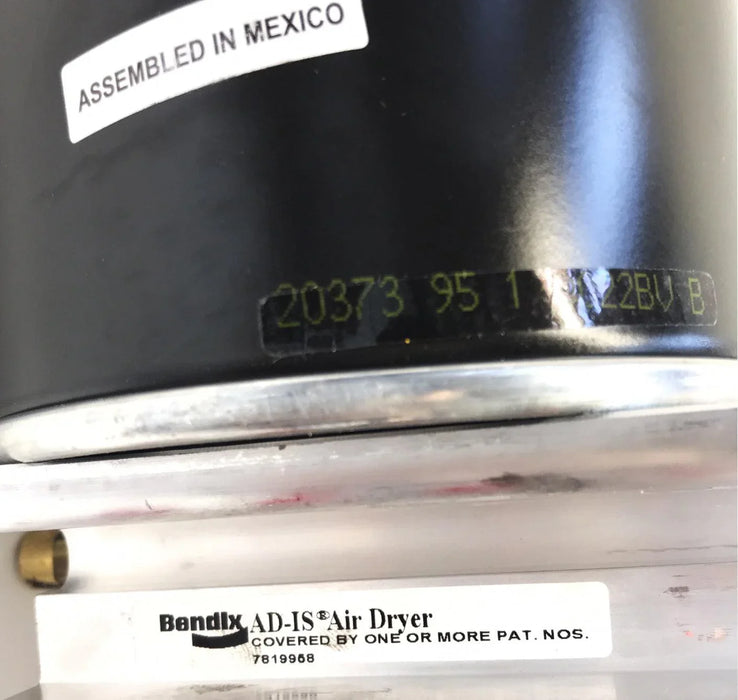 ASSEMBLED IN MEXICO
20373 95 1 22BV B
Bendix AD-IS® Air Dryer
COVERED BY ONE OR MORE PAT. NOS.
7819958